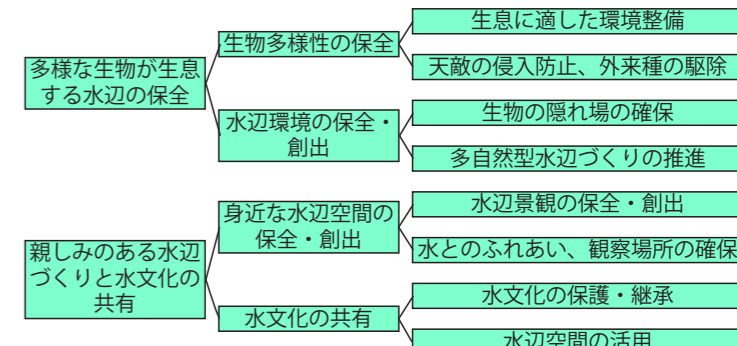 多様な生物が生息
する水辺の保全
生物多様性の保全
生息に適した環境整備
天敵の侵入防止、外来種の駆除
水辺環境の保全・
創出
生物の隠れ場の確保
多自然型水辺づくりの推進
親しみのある水辺
づくりと水文化の
共有
身近な水辺空間の
保全・創出
水辺景観の保全・創出
水とのふれあい、観察場所の確保
水文化の共有
水文化の保護・継承
水辺空間の活用